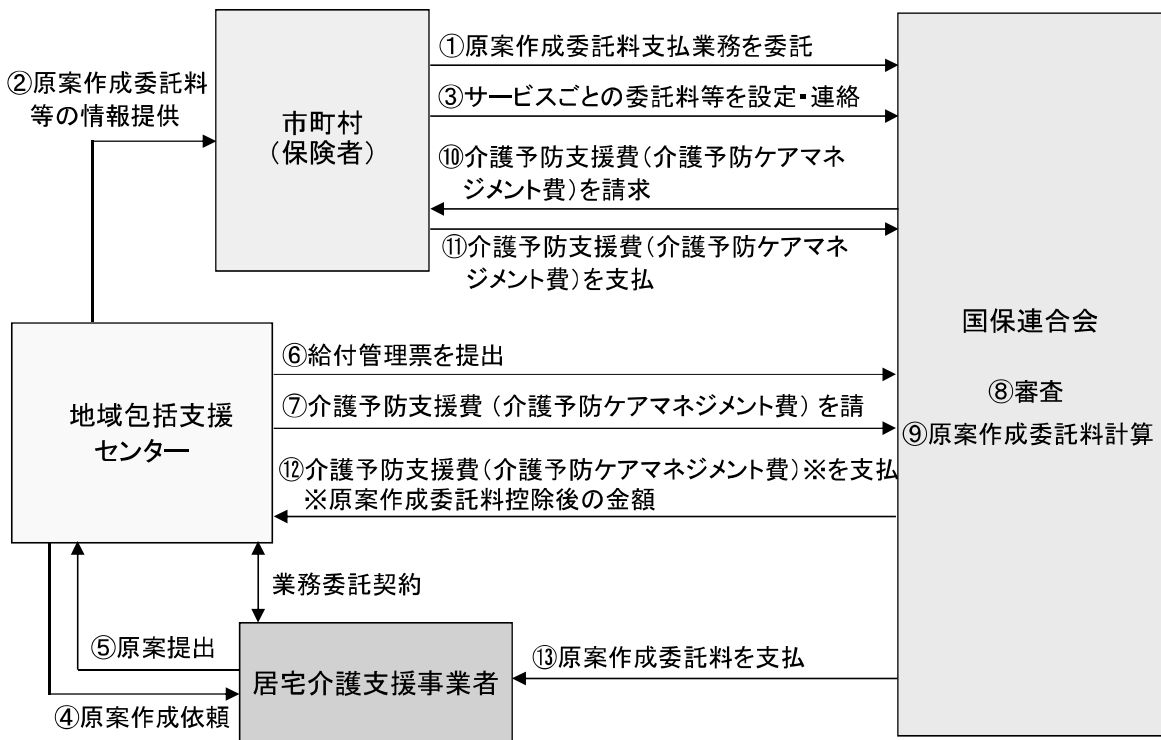 ①原案作成委託料支払業務を委託
②原案作成委託料
等の情報提供
③サービスごとの委託料等を設定・連絡
市町村
（保険者）
⑩介護予防支援費（介護予防ケアマネ
ジメント費）を請求
⑪介護予防支援費（介護予防ケアマネ
ジメント費）を支払
国保連合会
⑧審査
⑨原案作成委託料計算
地域包括支援
センター
⑥給付管理票を提出
⑦介護予防支援費（介護予防ケアマネジメント費）を請
⑫介護予防支援費（介護予防ケアマネジメント費）※を支払
※原案作成委託料控除後の金額
業務委託契約
⑤原案提出
④原案作成依頼
居宅介護支援事業者
⑬原案作成委託料を支払